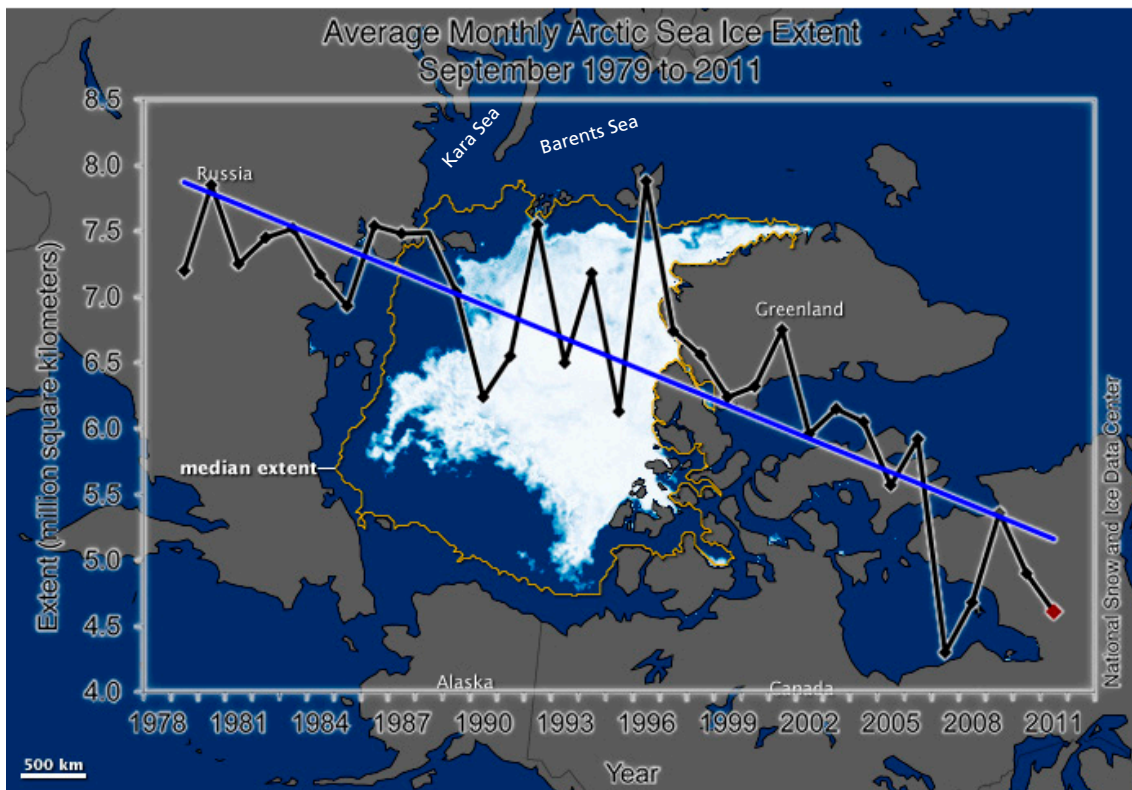 Average Monthly Arctic Sea Ice Extent
September 1979 to 2011
8.5
8.0
7.5
7.0
6.5
6.0
5.5
5.0
4.5
4.0
Extent (million square kilometers)
Kara Sea
Barents Sea
Russia
Greenland
median extent
Alaska
Canada
National Snow and Ice Data Center
1978 1981 1984 1987 1990 1993 1996 1999 2002 2005 2008 2011
Year
500 km